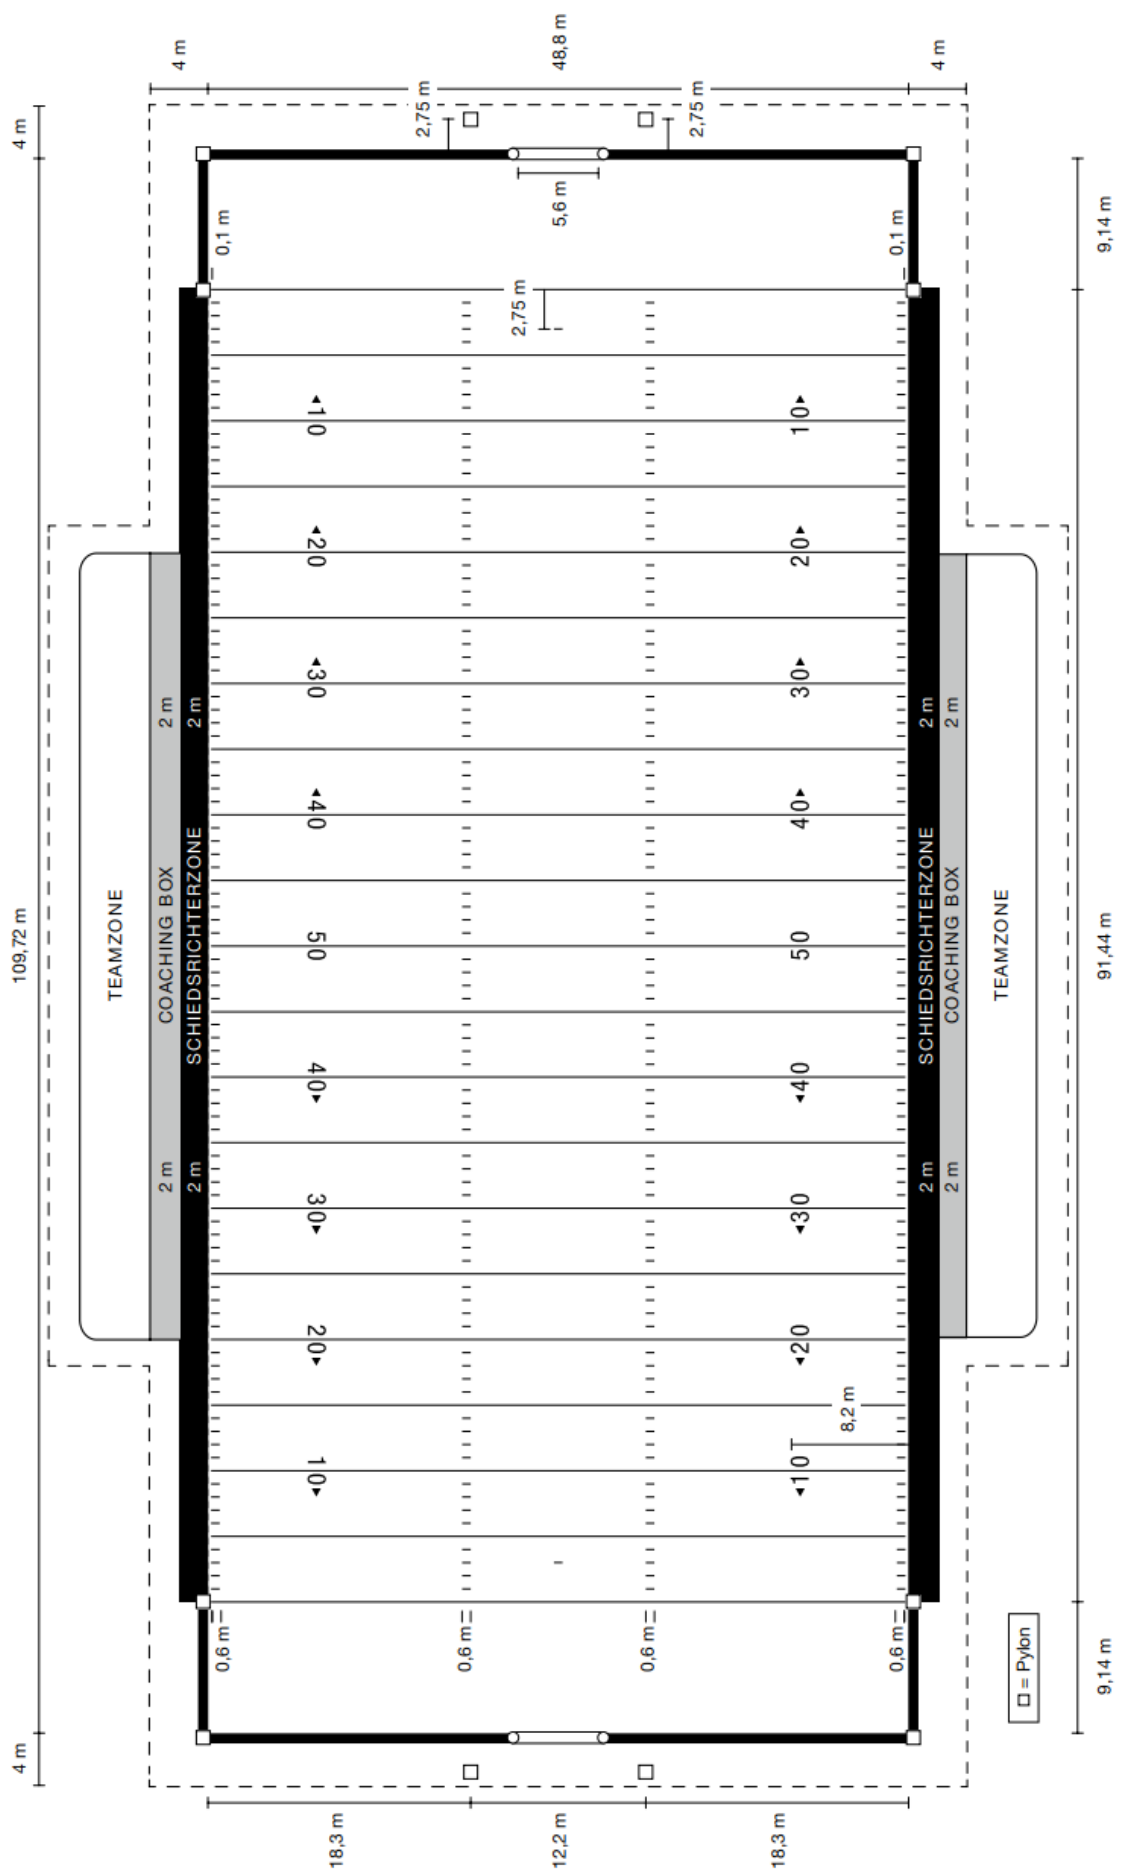 4 m
48,8 m
4 m
4 m
2,75 m
2,75 m
5,6 m
0,1 m
0,1 m
9,14 m
2,75 m
10
10
20
20
30
30
2 m
2 m
2 m
2 m
40
40
109,72 m
TEAMZONE
COACHING BOX
SCHIEDSRICHTERZONE
50
50
SCHIEDSRICHTERZONE
COACHING BOX
TEAMZONE
91,44 m
40
40
2 m
2 m
2 m
2 m
30
30
20
20
8,2 m
10
10
0,6 m
0,6 m
0,6 m
0,6 m
= Pylon
9,14 m
4 m
18,3 m
12,2 m
18,3 m